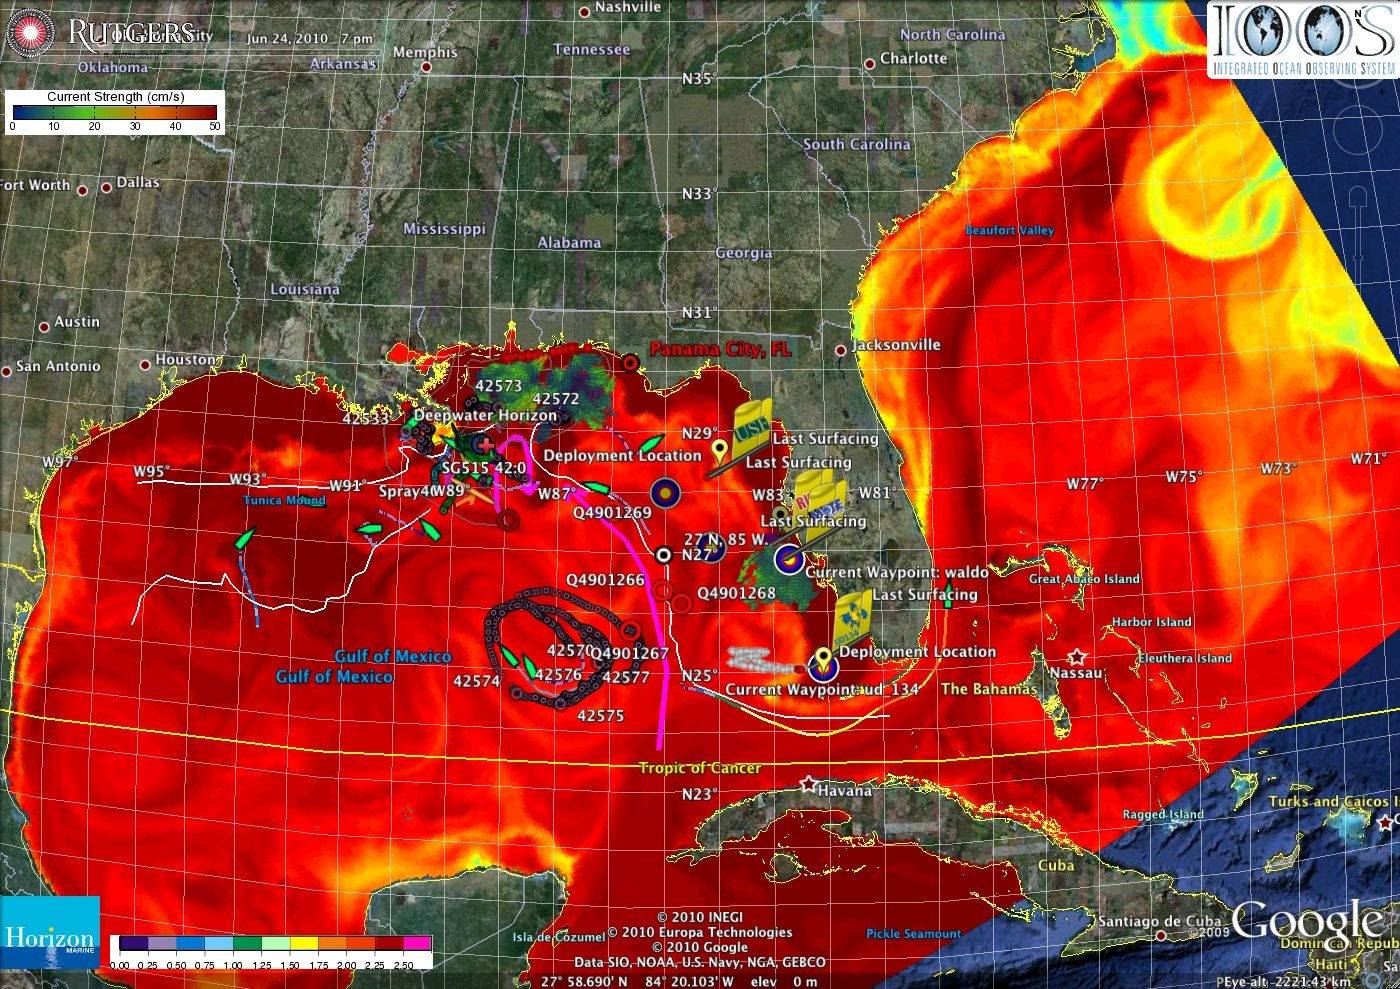 RUTGERS
Jun 24, 2010 7 pm
Nashville
Tennessee
North Carolina
IOOS
INTEGRATED OCEAN OBSERVING SYSTEM
Oklahoma
Arkansas
Memphis
Charlotte
N35°
Current Strength (cm/s)
0 10 20 30 40 50
South Carolina
Fort Worth
Dallas
N33°
Mississippi
Alabama
Georgia
Beaufort Valley
Louisiana
N31°
Austin
San Antonio
Houston
Panama City, FL
Jacksonville
42573
42572
42533
Deepwater Horizon
N29°
USF
Last Surfacing
Deployment Location
Last Surfacing
W97°
W95°
W93°
W91°
W89°
SG515 42.0
W87°
W83°
W81°
W77°
W75°
W73°
W71°
Tunica Mound
Q4901269
Last Surfacing
27 N, 85 W.
N27°
Current Waypoint: waldo
Q4901266
Q4901268
Last Surfacing
Great Abaco Island
Harbor Island
UD134
42570
Q4901267
Deployment Location
Gulf of Mexico
Gulf of Mexico
Eleuthera Island
Nassau
42574
42576
42577
N25°
Current Waypoint: ud_134
The Bahamas
42575
Tropic of Cancer
N23°
Havana
Ragged Island
Turks and Caicos
Cuba
Horizon
MARINE
0.00 0.25 0.50 0.75 1.00 1.25 1.50 1.75 2.00 2.25 2.50
Isla de Cozumel
© 2010 INEGI
© 2010 Europa Technologies
© 2010 Google
Data SIO, NOAA, U.S. Navy, NGA, GEBCO
27° 58.690' N 84° 20.103' W elev 0 m
Pickle Seamount
Santiago de Cuba
Google
©2009
Haiti
Eye alt 2221.43 km